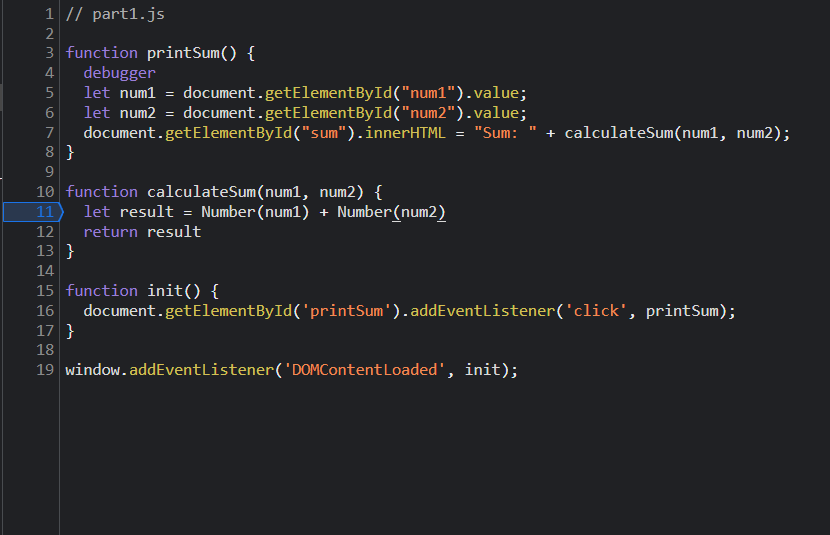 1 // part1.js
2
3 function printSum() {
4   debugger
5   let num1 = document.getElementById("num1").value;
6   let num2 = document.getElementById("num2").value;
7   document.getElementById("sum").innerHTML = "Sum: " + calculateSum(num1, num2);
8 }
9
10 function calculateSum(num1, num2) {
11   let result = Number(num1) + Number(num2)
12   return result
13 }
14
15 function init() {
16   document.getElementById('printSum').addEventListener('click', printSum);
17 }
18
19 window.addEventListener('DOMContentLoaded', init);